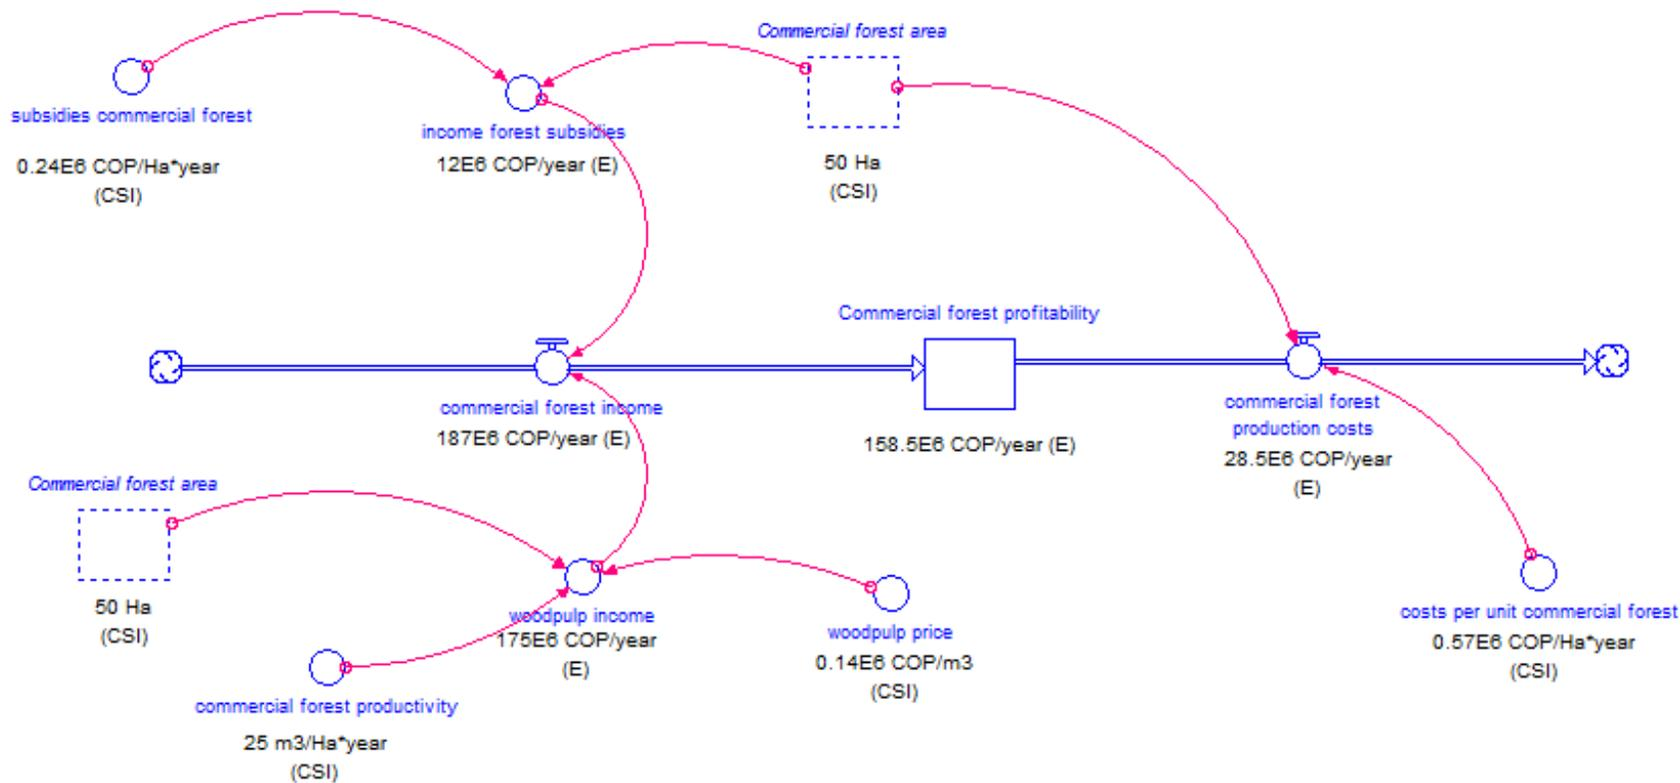 Commercial forest area
subsidies commercial forest
0.24E6 COP/Ha*year
(CSI)
income forest subsidies
12E6 COP/year (E)
50 Ha
(CSI)
Commercial forest profitability
158.5E6 COP/year (E)
commercial forest income
187E6 COP/year (E)
commercial forest
production costs
28.5E6 COP/year
(E)
Commercial forest area
50 Ha
(CSI)
woodpulp income
175E6 COP/year
(E)
woodpulp price
0.14E6 COP/m3
(CSI)
costs per unit commercial forest
0.57E6 COP/Ha*year
(CSI)
commercial forest productivity
25 m3/Ha*year
(CSI)